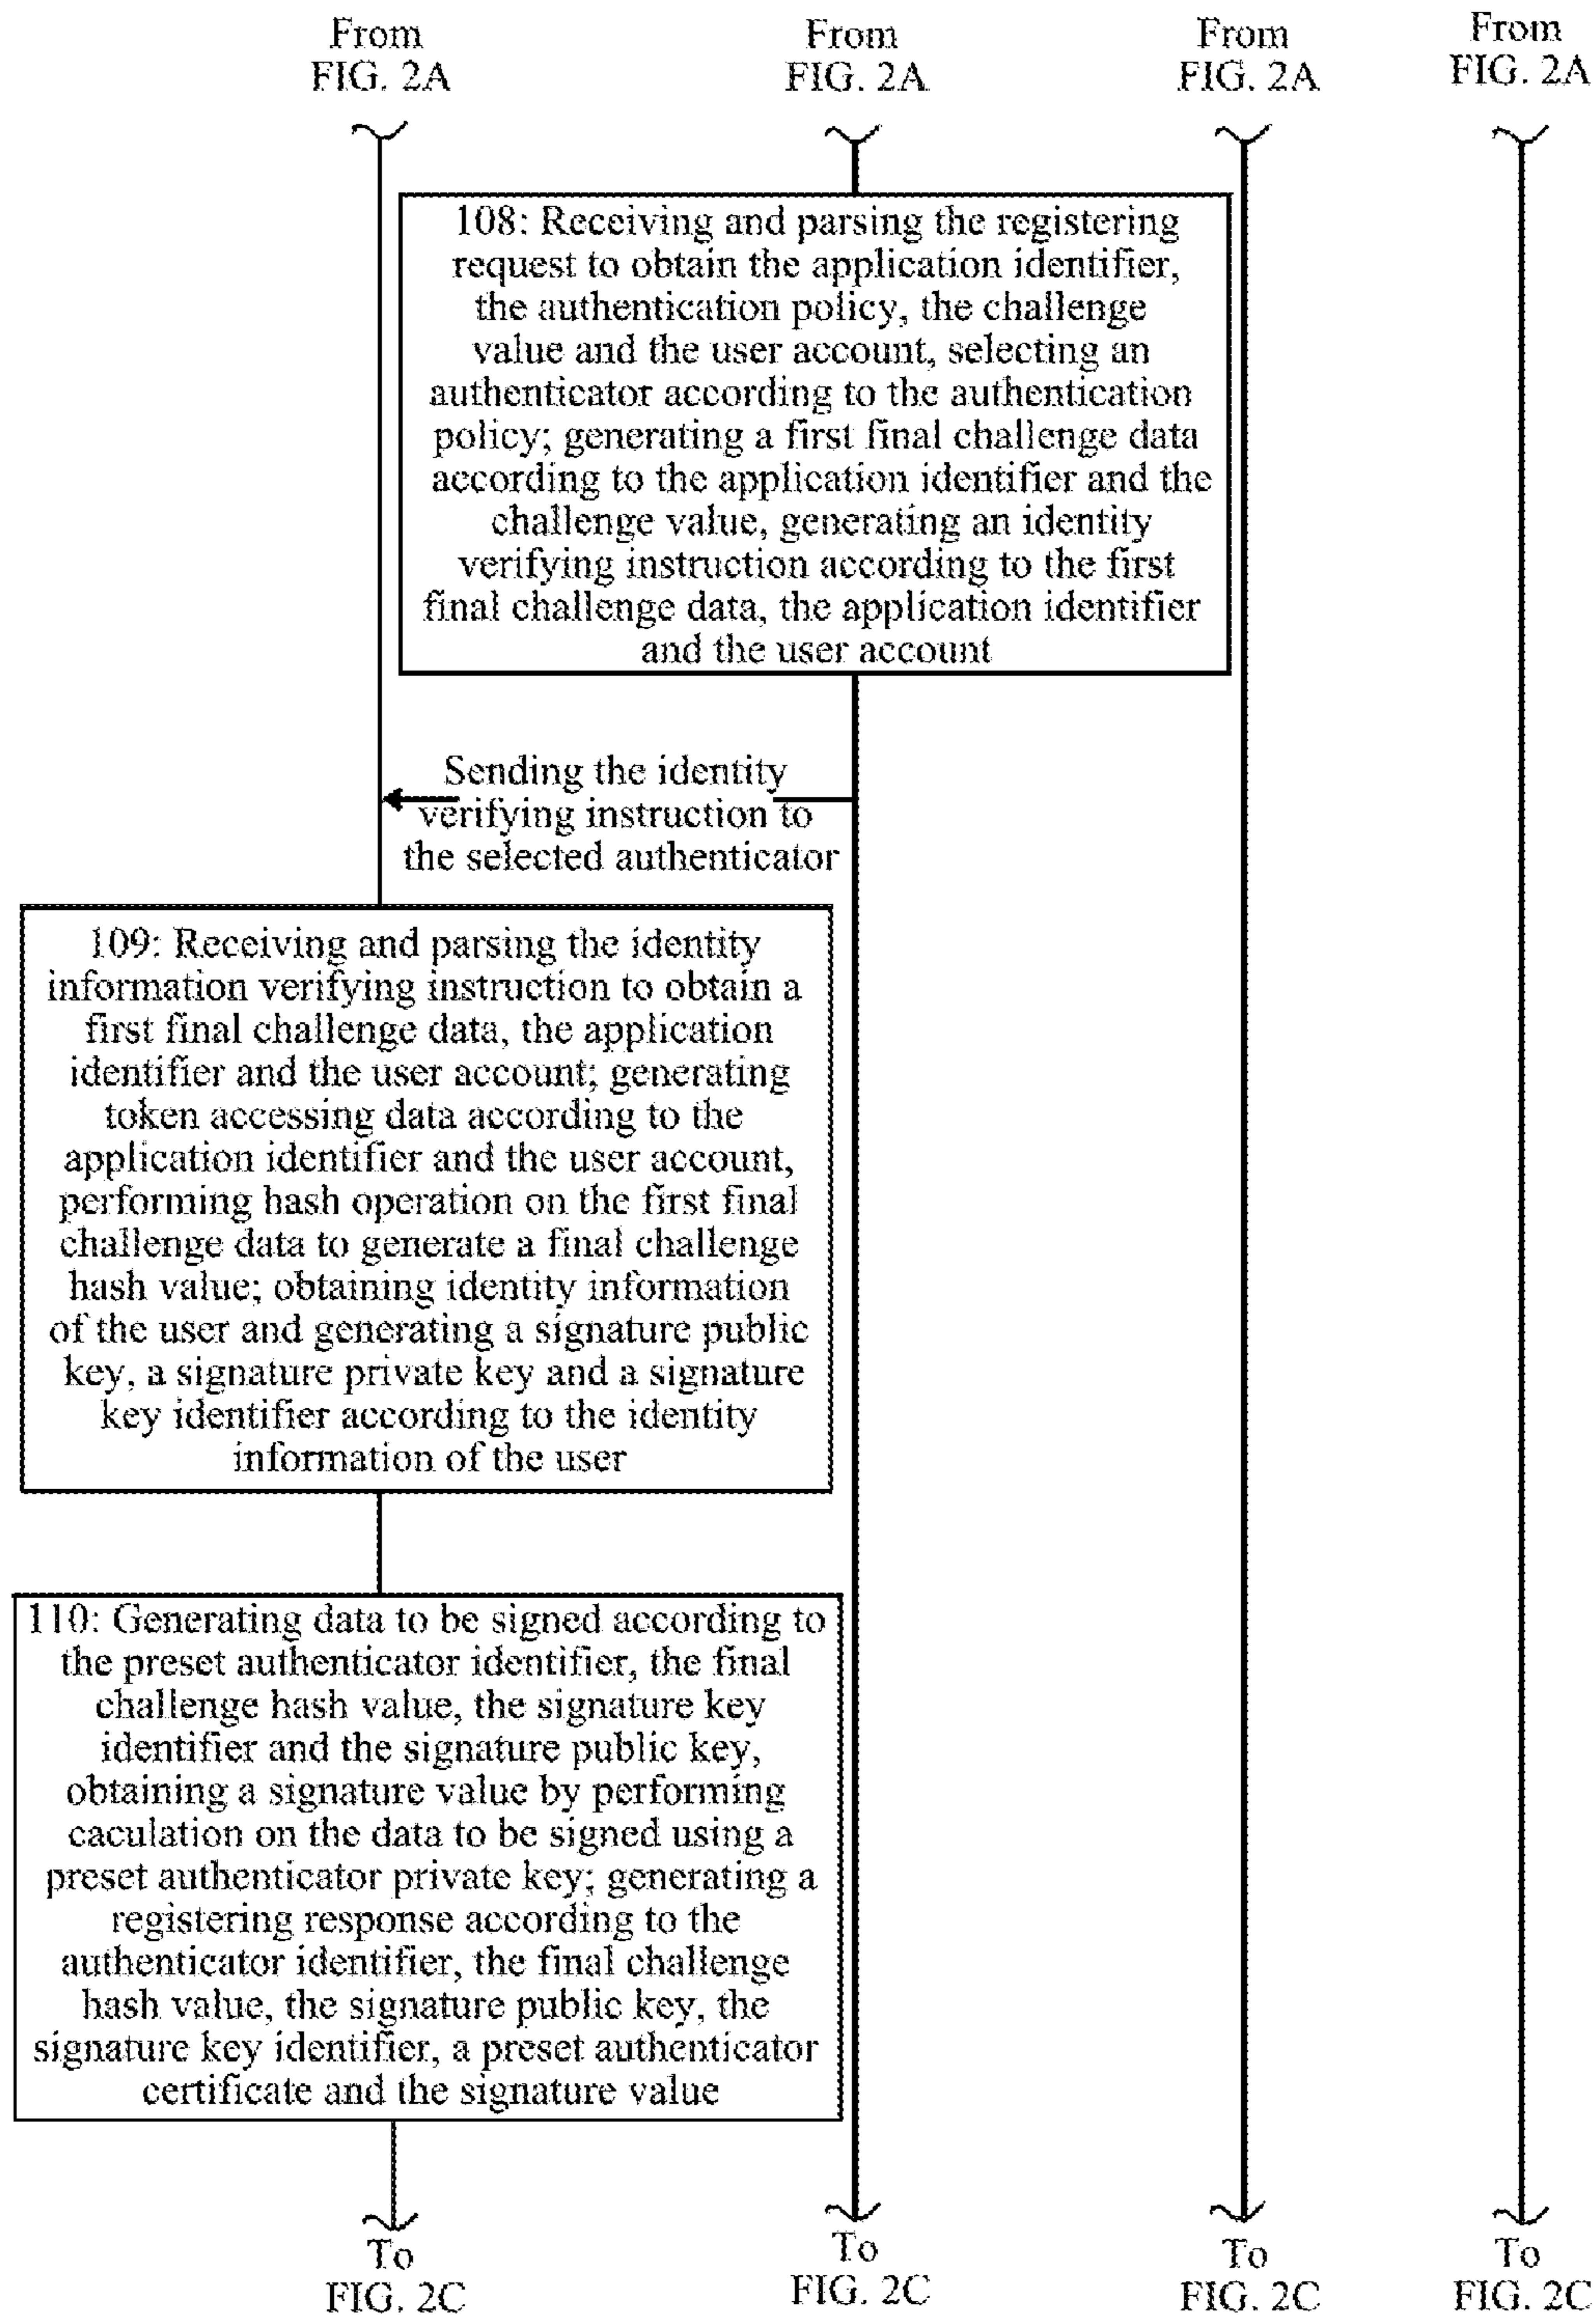 From
FIG. 2A
From
FIG. 2A
From
FIG. 2A
From
FIG. 2A
108: Receiving and parsing the registering
request to obtain the application identifier,
the authentication policy, the challenge
value and the user account, selecting an
authenticator according to the authentication
policy; generating a first final challenge data
according to the application identifier and the
challenge value, generating an identity
verifying instruction according to the first
final challenge data, the application identifier
and the user account
Sending the identity
verifying instruction to
the selected authenticator
109: Receiving and parsing the identity
information verifying instruction to obtain a
first final challenge data, the application
identifier and the user account; generating
token accessing data according to the
application identifier and the user account,
performing hash operation on the first final
challenge data to generate a final challenge
hash value; obtaining identity information
of the user and generating a signature public
key, a signature private key and a signature
key identifier according to the identity
information of the user
110: Generating data to be signed according to
the preset authenticator identifier, the final
challenge hash value, the signature key
identifier and the signature public key,
obtaining a signature value by performing
caculation on the data to be signed using a
preset authenticator private key; generating a
registering response according to the
authenticator identifier, the final challenge
hash value, the signature public key, the
signature key identifier, a preset authenticator
certificate and the signature value
To
FIG. 2C
To
FIG. 2C
To
FIG. 2C
To
FIG. 2C